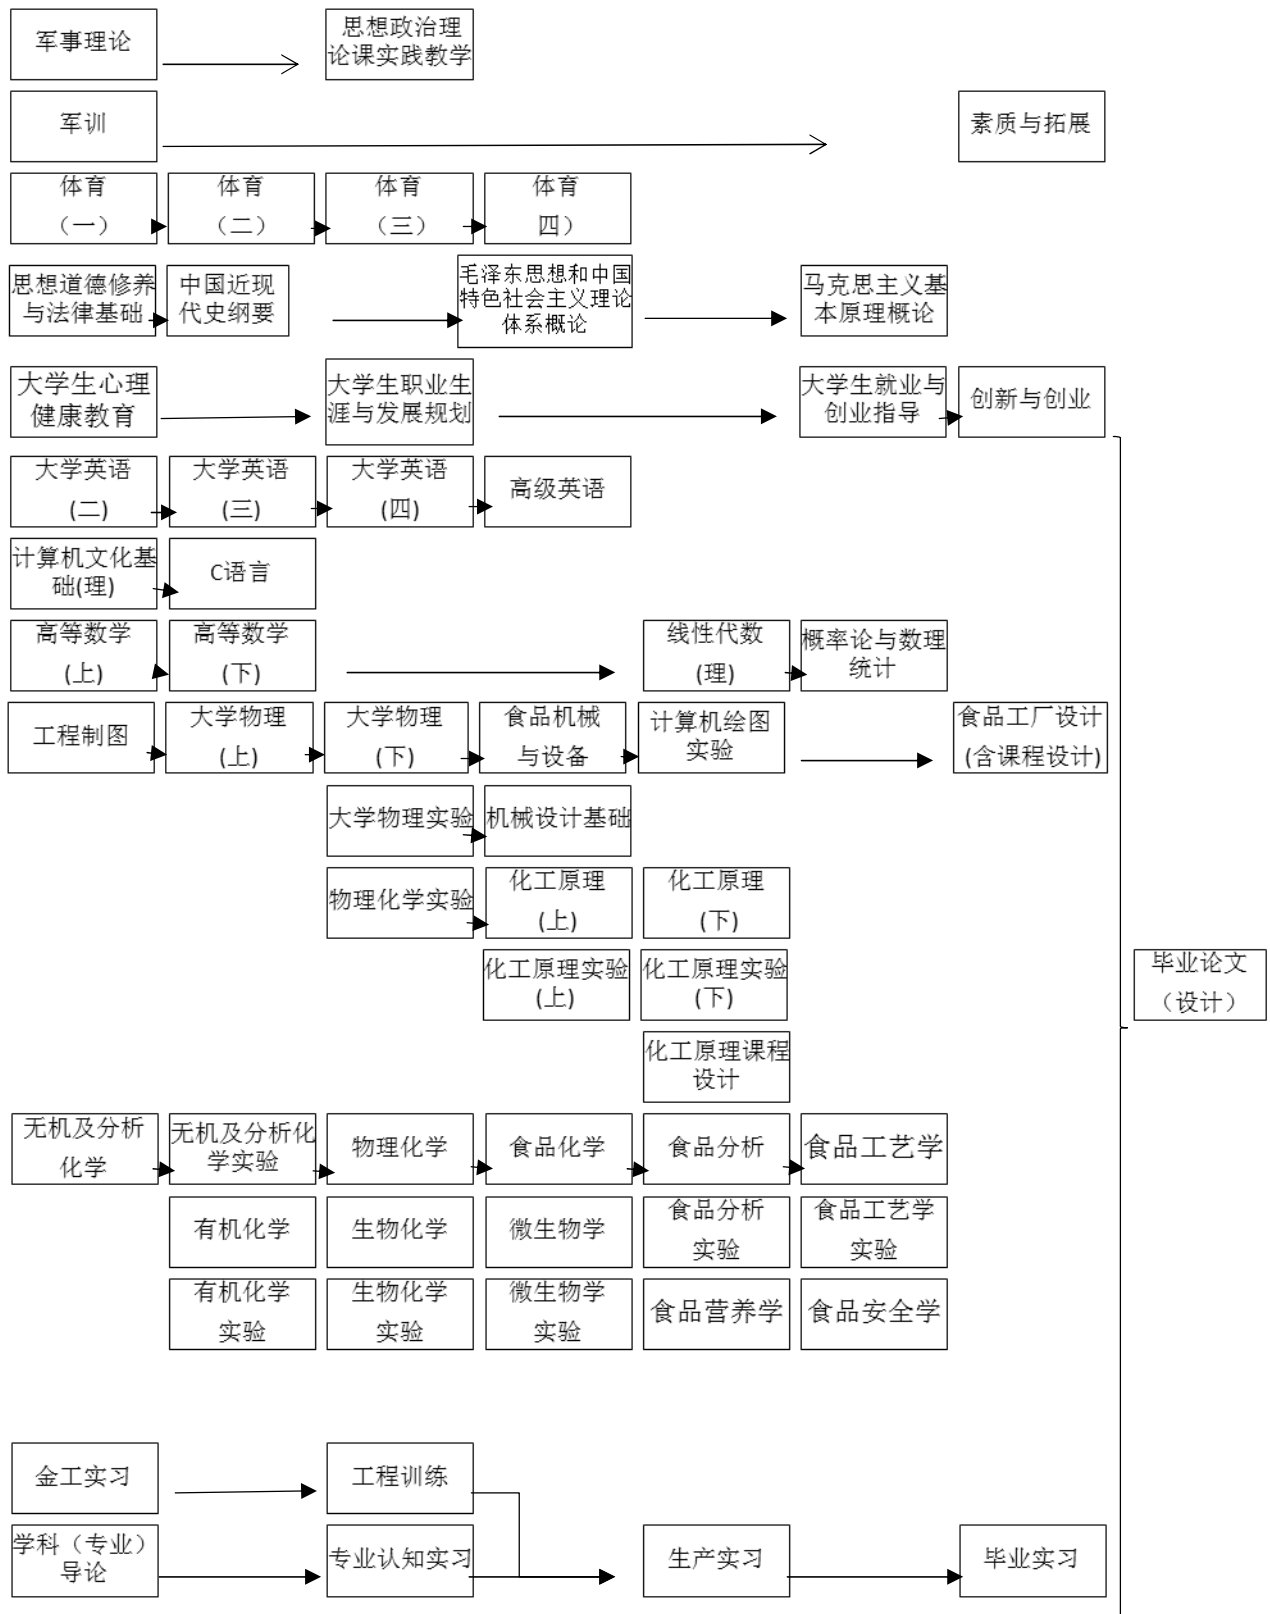 军事理论
思想政治理
论课实践教学
军训
素质与拓展
体育
（一）
体育
（二）
体育
（三）
体育
四）
思想道德修养
与法律基础
中国近现
代史纲要
毛泽东思想和中国
特色社会主义理论
体系概论
马克思主义基
本原理概论
大学生心理
健康教育
大学生职业生
涯与发展规划
大学生就业与
创业指导
创新与创业
大学英语
(二)
大学英语
(三)
大学英语
(四)
高级英语
计算机文化基
础(理)
C语言
高等数学
(上)
高等数学
(下)
线性代数
(理)
概率论与数理
统计
工程制图
大学物理
(上)
大学物理
(下)
食品机械
与设备
计算机绘图
实验
食品工厂设计
(含课程设计)
大学物理实验
机械设计基础
物理化学实验
化工原理
(上)
化工原理
(下)
化工原理实验
(上)
化工原理实验
(下)
毕业论文
（设计）
化工原理课程
设计
无机及分析
化学
无机及分析化
学实验
物理化学
食品化学
食品分析
食品工艺学
有机化学
生物化学
微生物学
食品分析
实验
食品工艺学
实验
有机化学
实验
生物化学
实验
微生物学
实验
食品营养学
食品安全学
金工实习
工程训练
学科（专业）
导论
专业认知实习
生产实习
毕业实习